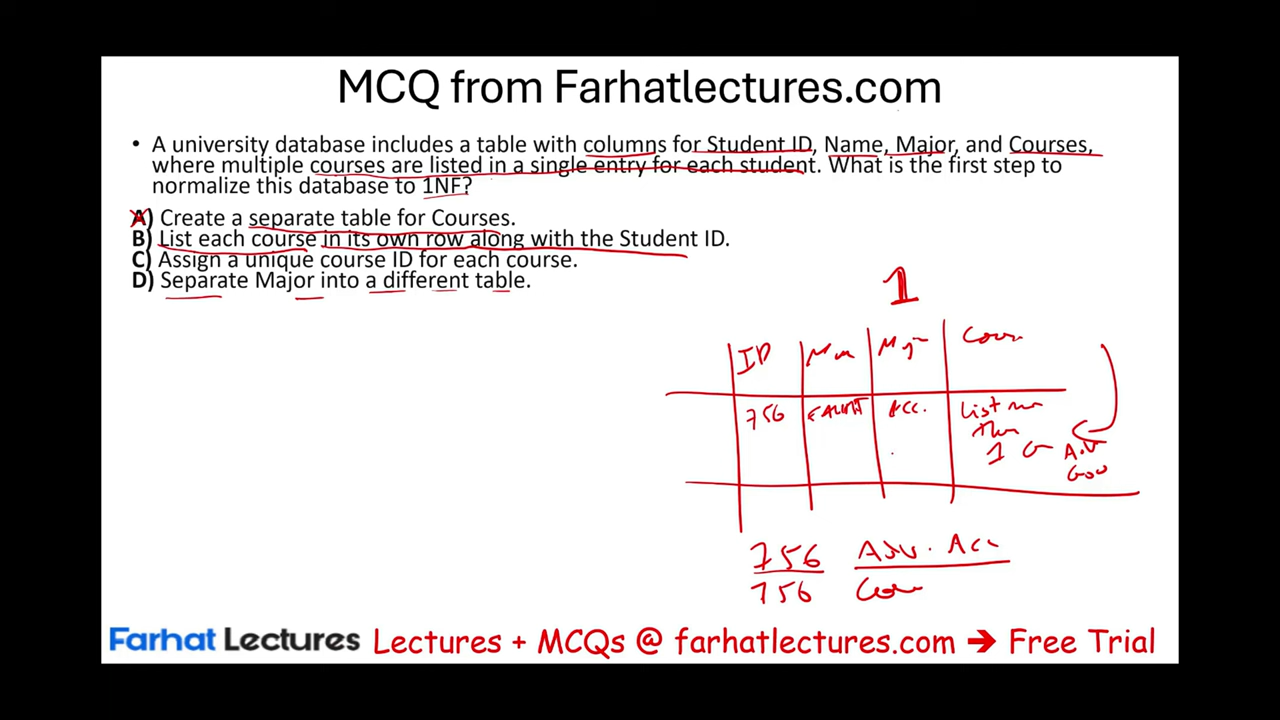 MCQ from Farhatlectures.com
• A university database includes a table with columns for Student ID, Name, Major, and Courses,
where multiple courses are listed in a single entry for each student. What is the first step to
normalize this database to 1NF?
A) Create a separate table for Courses.
B) List each course in its own row along with the Student ID.
C) Assign a unique course ID for each course.
D) Separate Major into a different table.
1
ID
756 ACC.
1
756 Adv. Acc
756
Farhat Lectures Lectures + MCQs @ farhatlectures.com ➔ Free Trial